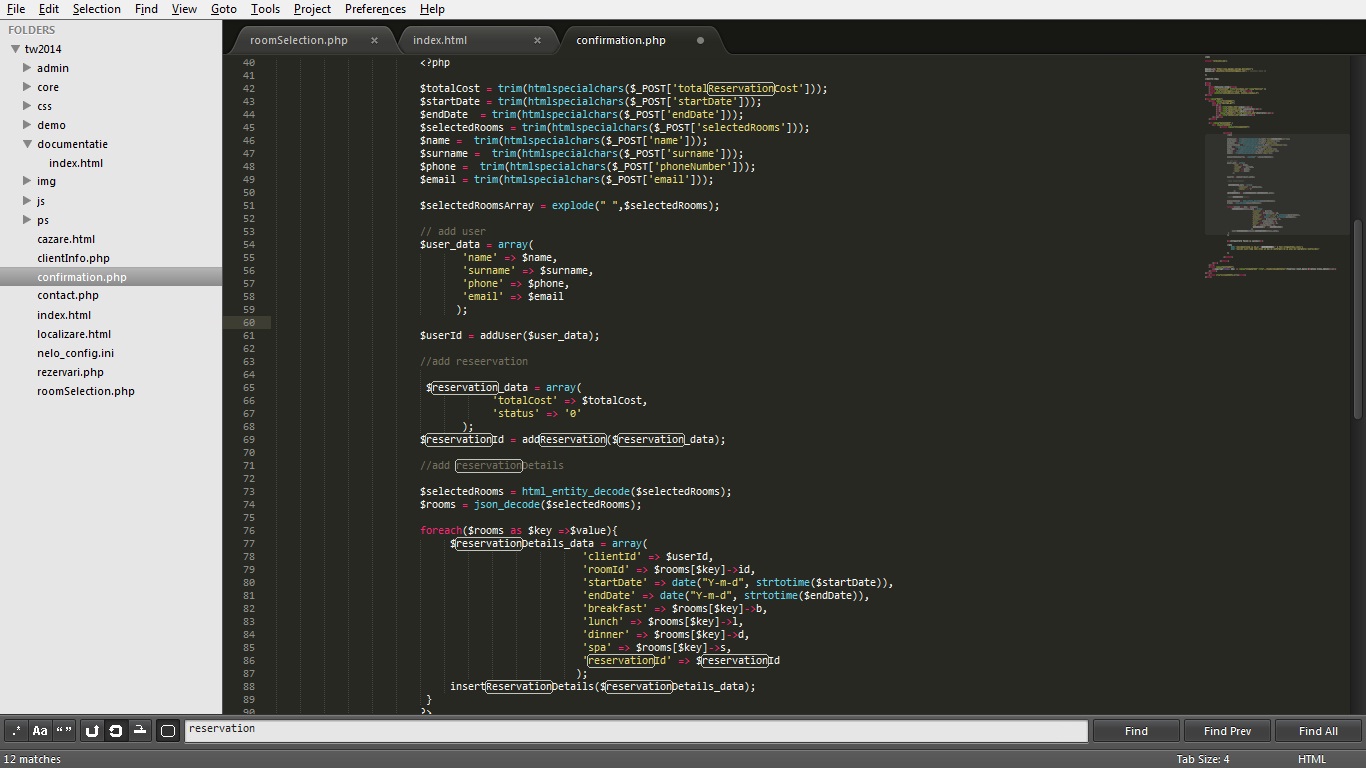 File Edit Selection Find View Goto Tools Project Preferences Help
FOLDERS
tw2014
admin
core
css
demo
documentatie
index.html
img
js
ps
cazare.html
clientInfo.php
confirmation.php
contact.php
index.html
localizare.html
nelo_config.ini
rezervari.php
roomSelection.php
roomSelection.php × index.html × confirmation.php
40 <?php
41
42 $totalCost = trim(htmlspecialchars($_POST['totalReservationCost']));
43 $startDate = trim(htmlspecialchars($_POST['startDate']));
44 $endDate  = trim(htmlspecialchars($_POST['endDate']));
45 $selectedRooms = trim(htmlspecialchars($_POST['selectedRooms']));
46 $name =  trim(htmlspecialchars($_POST['name']));
47 $surname =  trim(htmlspecialchars($_POST['surname']));
48 $phone =  trim(htmlspecialchars($_POST['phoneNumber']));
49 $email = trim(htmlspecialchars($_POST['email']));
50
51 $selectedRoomsArray = explode(" ",$selectedRooms);
52
53 // add user
54 $user_data = array(
55 'name' => $name,
56 'surname' => $surname,
57 'phone' => $phone,
58 'email' => $email
59 );
60
61 $userId = addUser($user_data);
62
63 //add reseervation
64
65 $reservation_data = array(
66 'totalCost' => $totalCost,
67 'status' => '0'
68 );
69 $reservationId = addReservation($reservation_data);
70
71 //add reservationDetails
72
73 $selectedRooms = html_entity_decode($selectedRooms);
74 $rooms = json_decode($selectedRooms);
75
76 foreach($rooms as $key =>$value){
77 $reservationDetails_data = array(
78 'clientId' => $userId,
79 'roomId' => $rooms[$key]->id,
80 'startDate' => date("Y-m-d", strtotime($startDate)),
81 'endDate' => date("Y-m-d", strtotime($endDate)),
82 'breakfast' => $rooms[$key]->b,
83 'lunch' => $rooms[$key]->l,
84 'dinner' => $rooms[$key]->d,
85 'spa' => $rooms[$key]->s,
86 'reservationId' => $reservationId
87 );
88 insertReservationDetails($reservationDetails_data);
89 }
90 ?>
.* Aa “ ” reservation Find Find Prev Find All
12 matches Tab Size: 4 HTML